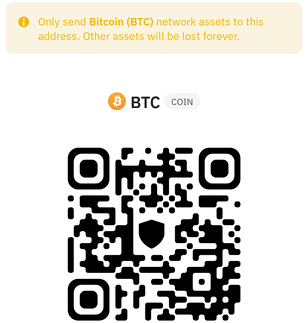 Only send Bitcoin (BTC) network assets to this
address. Other assets will be lost forever.
BTC COIN